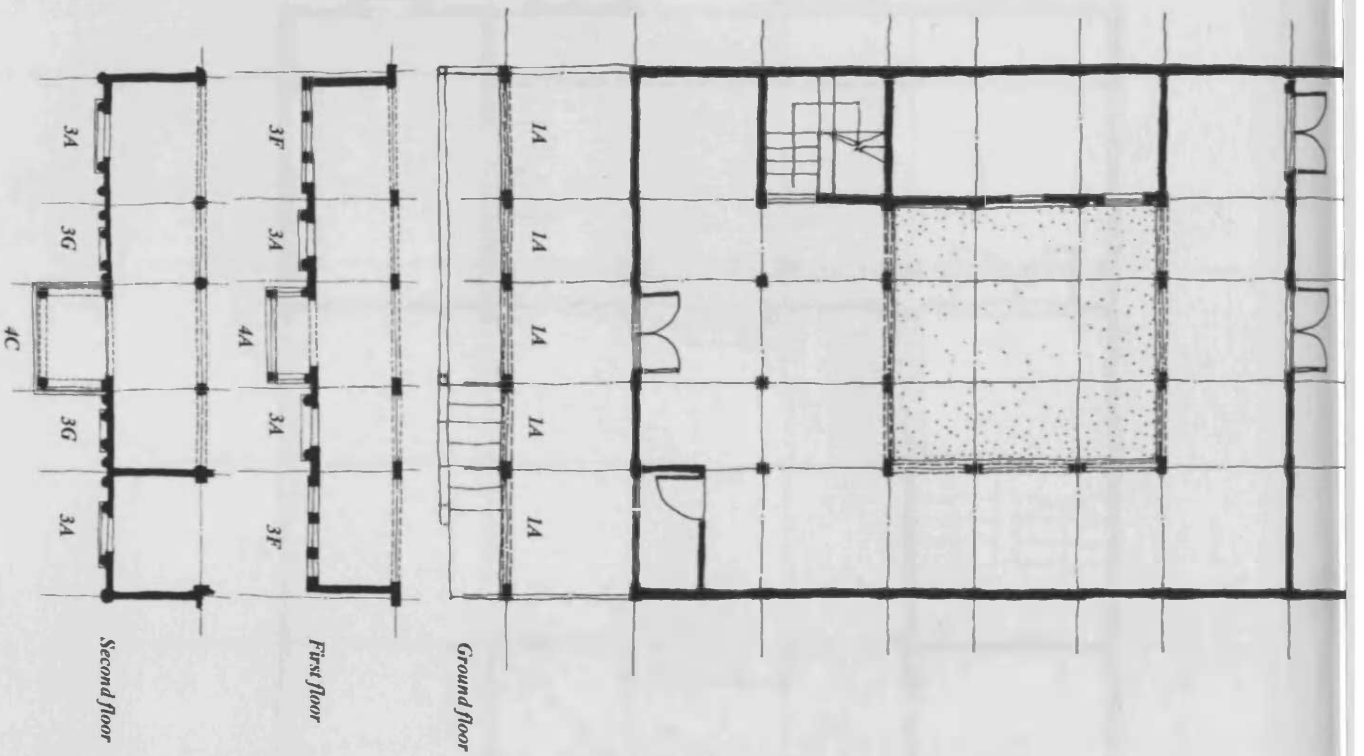 1A 1A 1A 1A 1A
Ground floor
First floor
3F 3A 3A 3F
4A
Second floor
3A 3G 3G 3A
4C